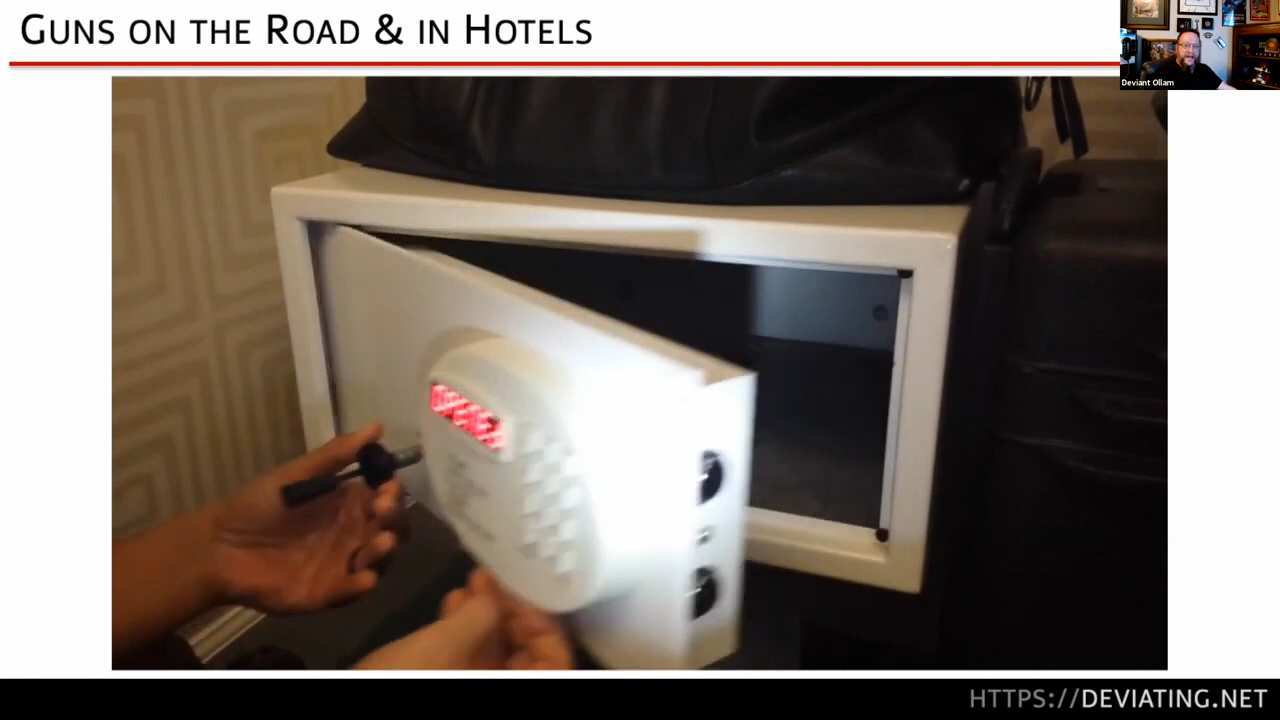 GUNS ON THE ROAD & IN HOTELS
Deviant Ollam
HTTPS://DEVIATING.NET